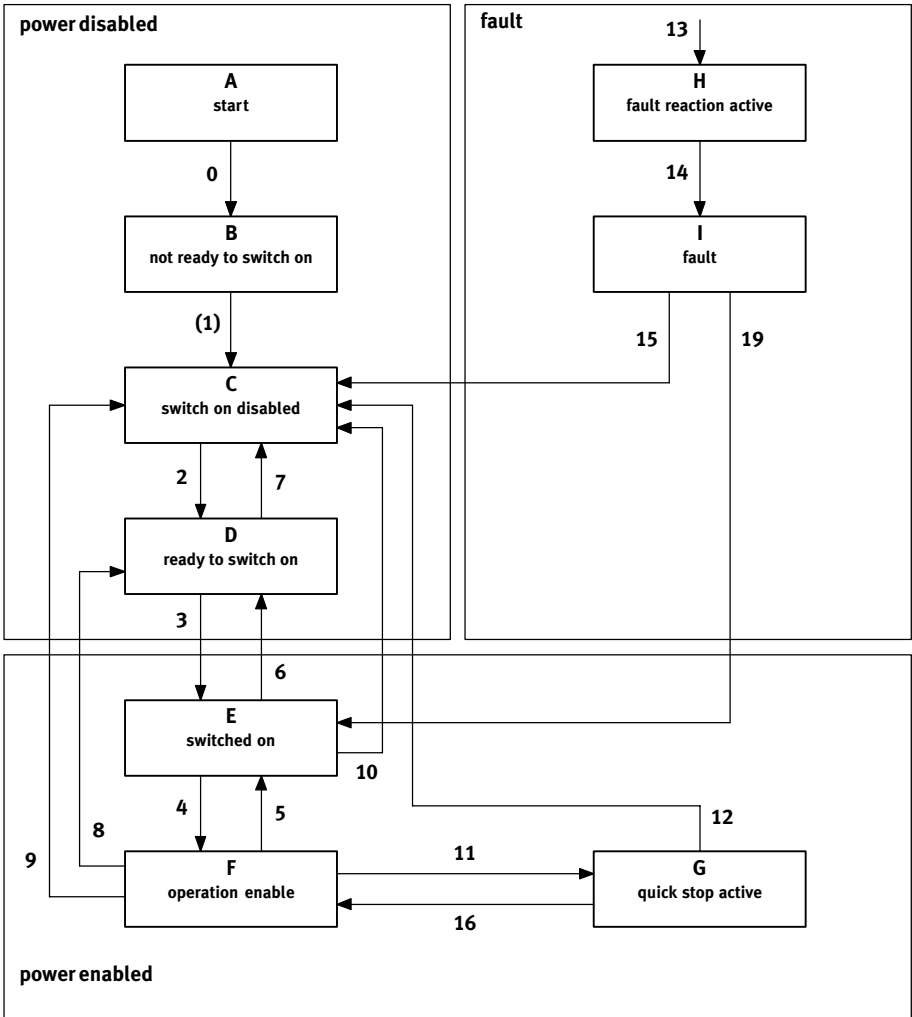 power disabled
A
start
0
B
not ready to switch on
(1)
C
switch on disabled
2
7
D
ready to switch on
3
6
fault
13
H
fault reaction active
14
I
fault
15
19
E
switched on
10
4
5
8
9
F
operation enable
11
16
12
G
quick stop active
power enabled